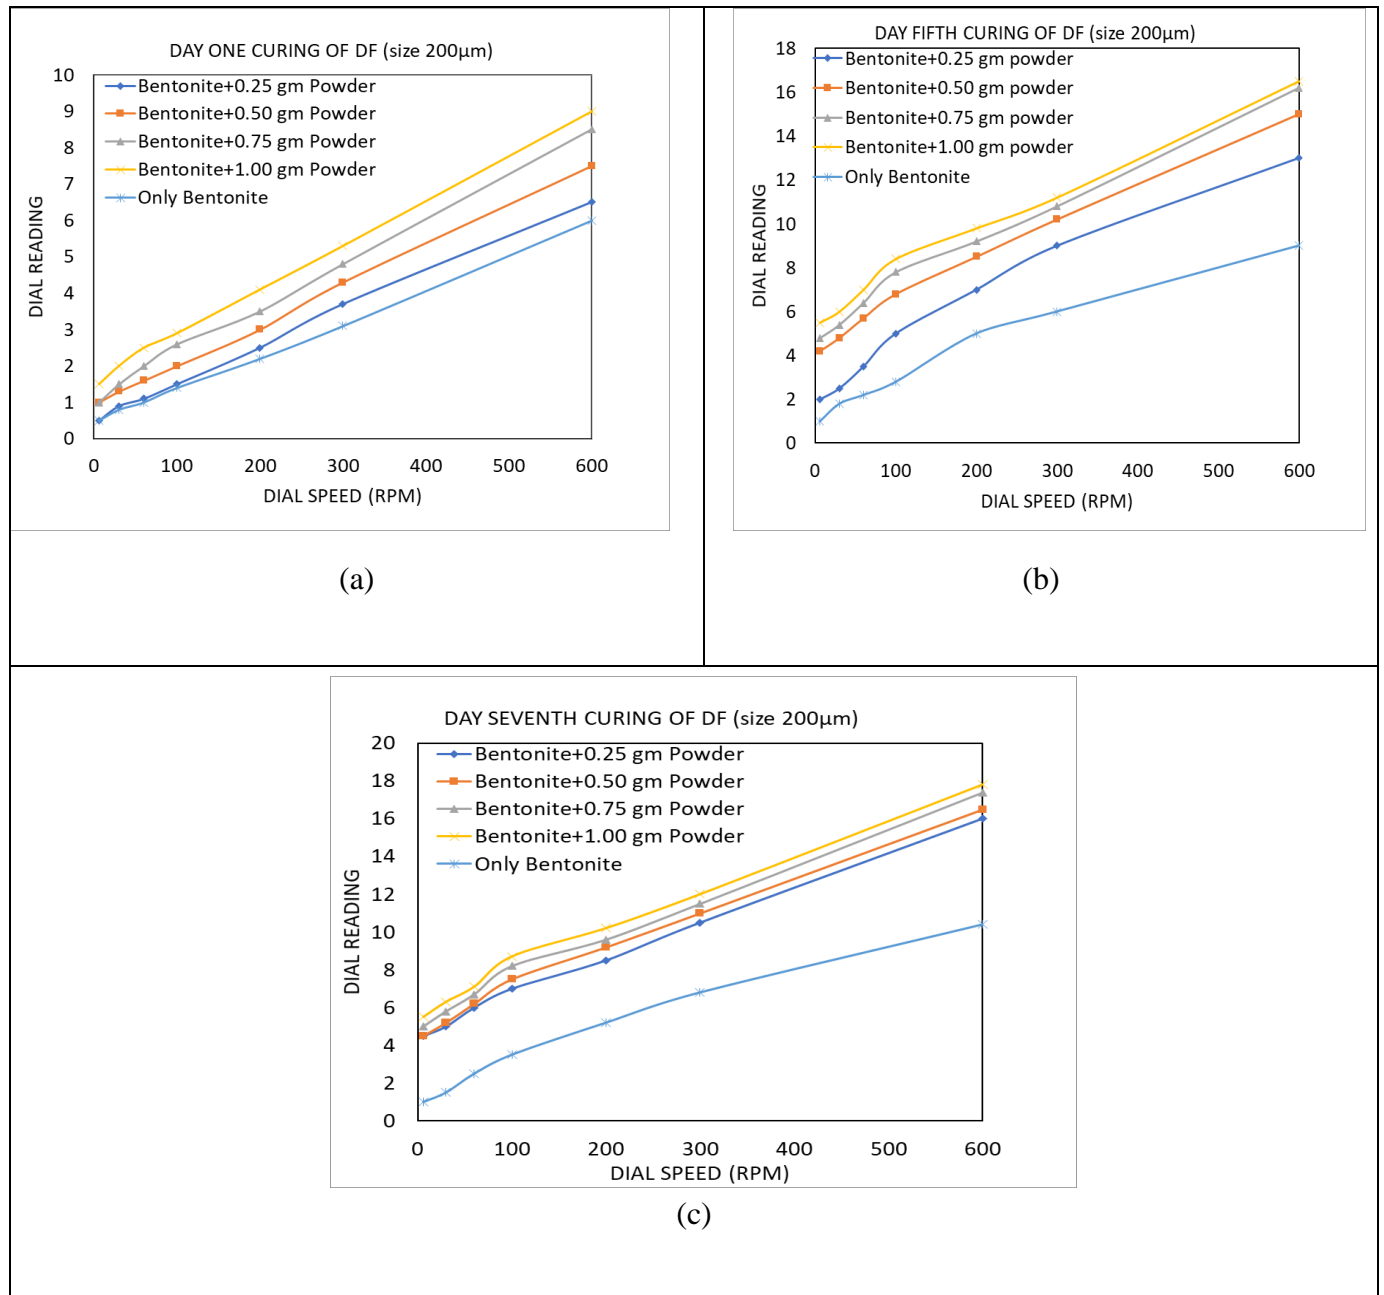 DAY ONE CURING OF DF (size 200µm)
10
9
8
7
6
5
4
3
2
1
0
DIAL READING
Bentonite+0.25 gm Powder
Bentonite+0.50 gm Powder
Bentonite+0.75 gm Powder
Bentonite+1.00 gm Powder
Only Bentonite
0 100 200 300 400 500 600
DIAL SPEED (RPM)
(a)
DAY FIFTH CURING OF DF (size 200µm)
18
16
14
12
10
8
6
4
2
0
DIAL READING
Bentonite+0.25 gm powder
Bentonite+0.50 gm powder
Bentonite+0.75 gm powder
Bentonite+1.00 gm powder
Only Bentonite
0 100 200 300 400 500 600
DIAL SPEED (RPM)
(b)
DAY SEVENTH CURING OF DF (size 200µm)
20
18
16
14
12
10
8
6
4
2
0
DIAL READING
Bentonite+0.25 gm Powder
Bentonite+0.50 gm Powder
Bentonite+0.75 gm Powder
Bentonite+1.00 gm Powder
Only Bentonite
0 100 200 300 400 500 600
DIAL SPEED (RPM)
(c)